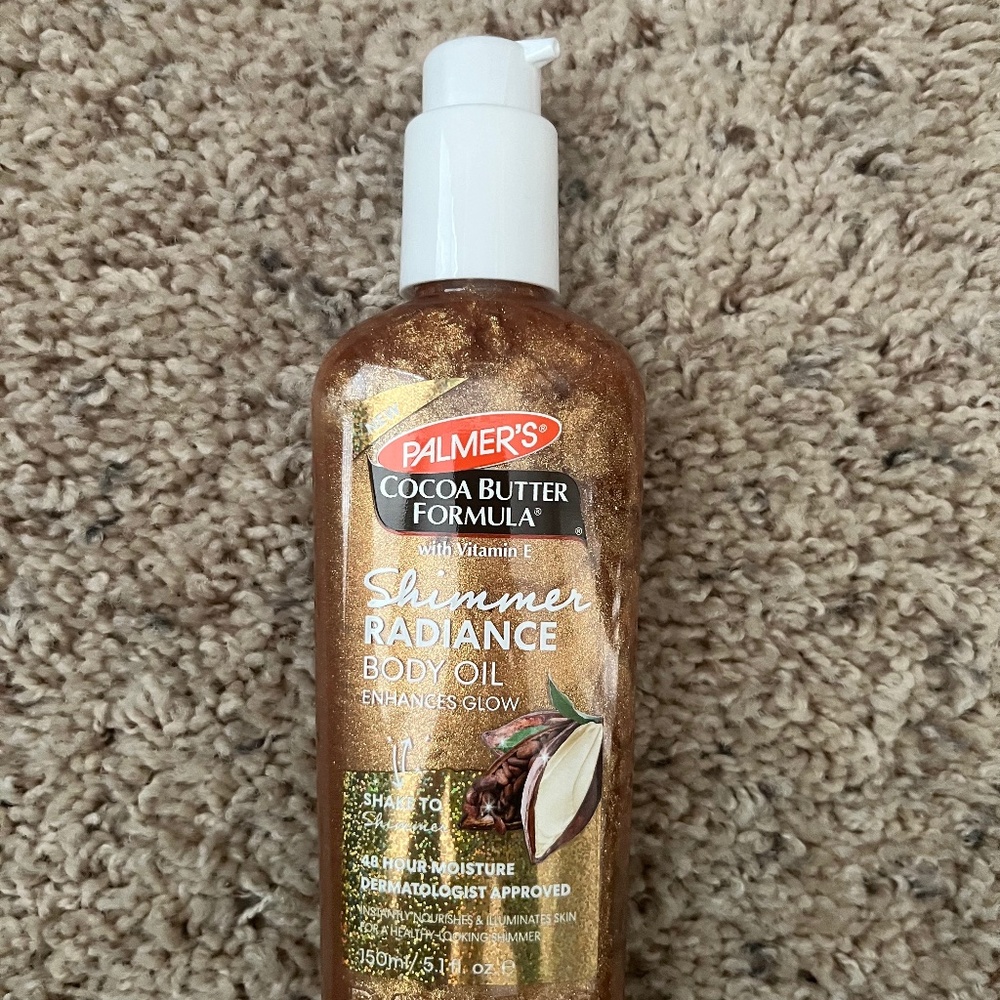 NEW
PALMER'S®
COCOA BUTTER
FORMULA®
®
with Vitamin E
Shimmer
RADIANCE
BODY OIL
ENHANCES GLOW
SHAKE TO
Shimmer
48 HOUR MOISTURE
DERMATOLOGIST APPROVED
INSTANTLY NOURISHES & ILLUMINATES SKIN
FOR A HEALTHY-LOOKING SHIMMER
150ml/ 5.1 fl. oz. ℮